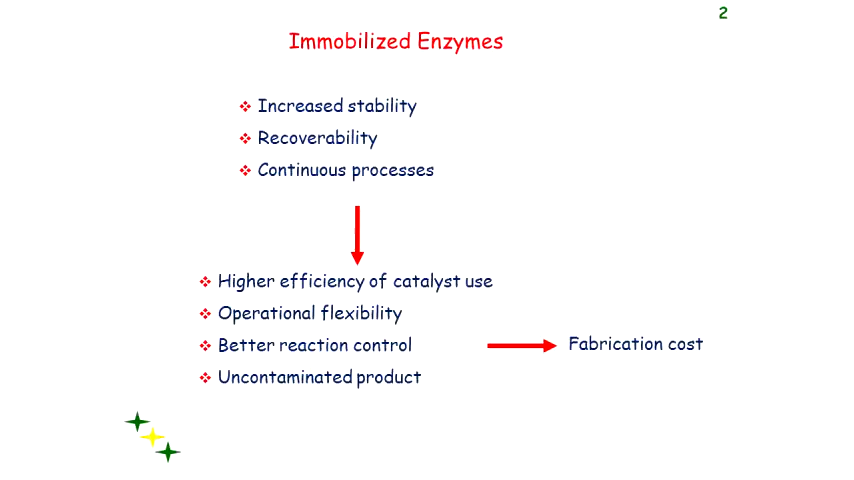 2
Immobilized Enzymes
Increased stability
Recoverability
Continuous processes
Higher efficiency of catalyst use
Operational flexibility
Better reaction control
Fabrication cost
Uncontaminated product